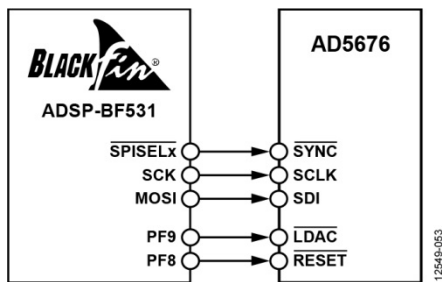 BLACKfin®
ADSP-BF531
SPISELx
SCK
MOSI
PF9
PF8
AD5676
SYNC
SCLK
SDI
LDAC
RESET
12549-053